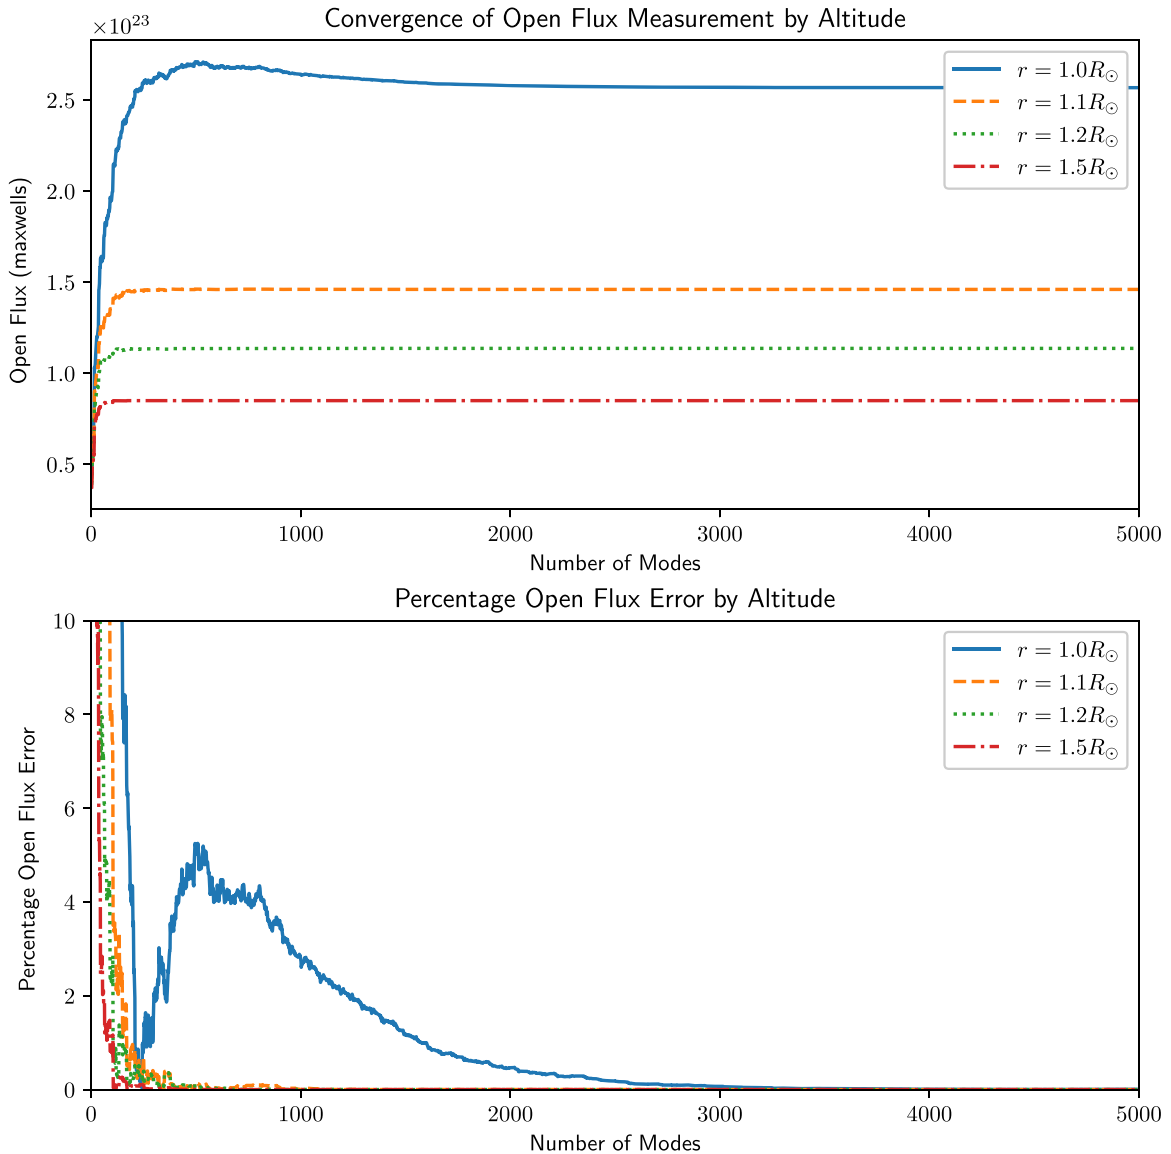 Convergence of Open Flux Measurement by Altitude
×10²³
r = 1.0R☉
r = 1.1R☉
r = 1.2R☉
r = 1.5R☉
2.5
2.0
1.5
1.0
0.5
Open Flux (maxwells)
0 1000 2000 3000 4000 5000
Number of Modes
Percentage Open Flux Error by Altitude
r = 1.0R☉
r = 1.1R☉
r = 1.2R☉
r = 1.5R☉
10
8
6
4
2
0
Percentage Open Flux Error
0 1000 2000 3000 4000 5000
Number of Modes